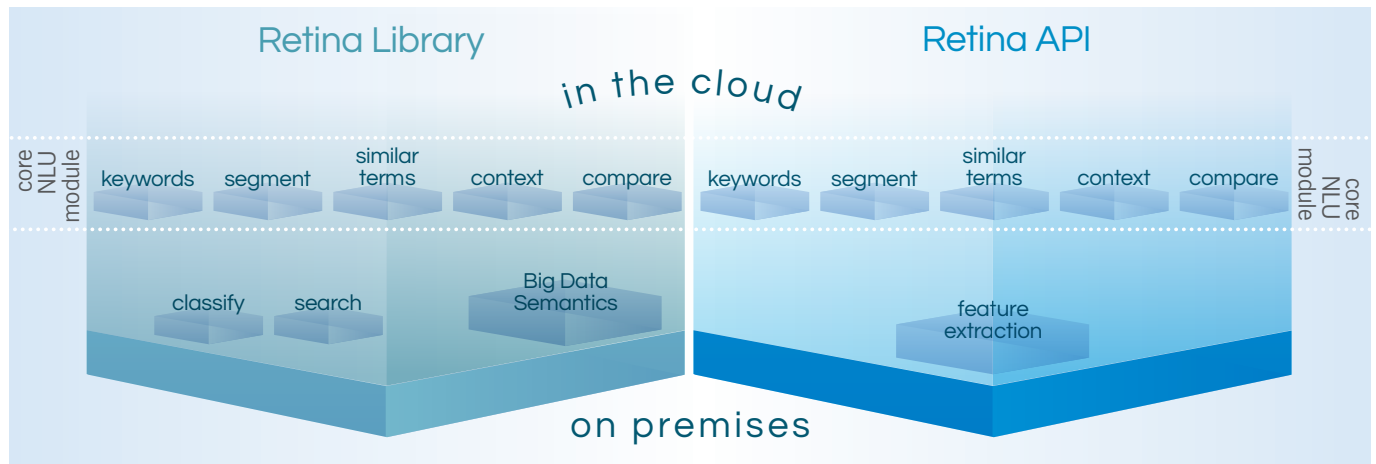 Retina Library
Retina API
in the cloud
core
NLU
module
keywords
segment
similar
terms
context
compare
keywords
segment
similar
terms
context
compare
core
NLU
module
classify
search
Big Data
Semantics
feature
extraction
on premises